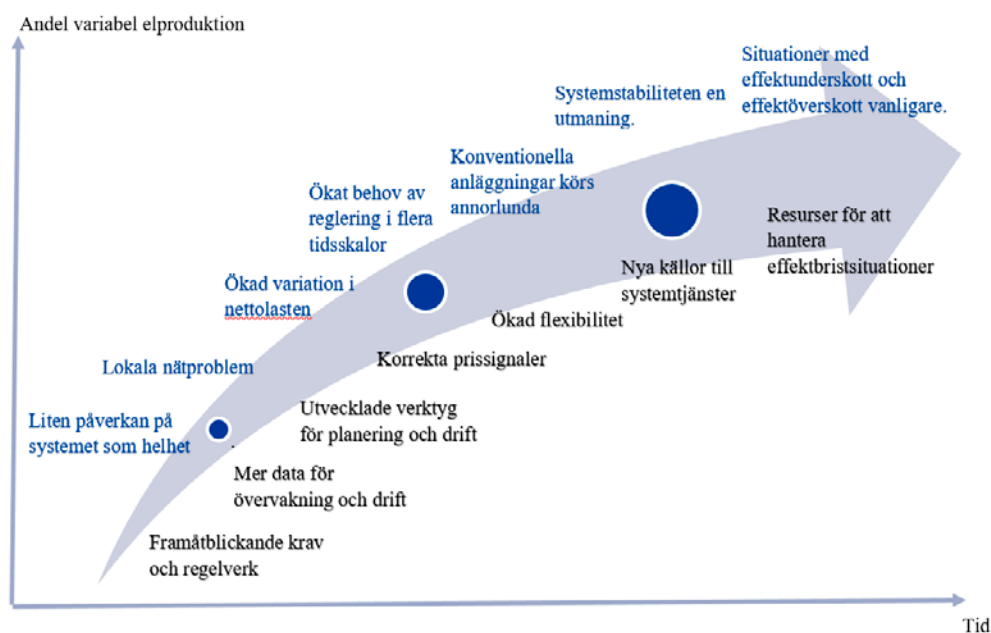 Andel variabel elproduktion
Situationer med
effektunderskott och
effektöverskott vanligare.
Systemstabiliteten en
utmaning.
Konventionella
anläggningar körs
annorlunda
Ökat behov av
reglering i flera
tidsskalor
Ökad variation i
nettolasten
Lokala nätproblem
Liten påverkan på
systemet som helhet
Resurser för att
hantera
effektbristsituationer
Nya källor till
systemtjänster
Ökad flexibilitet
Korrekta prissignaler
Utvecklade verktyg
för planering och drift
Mer data för
övervakning och drift
Framåtblickande krav
och regelverk
Tid